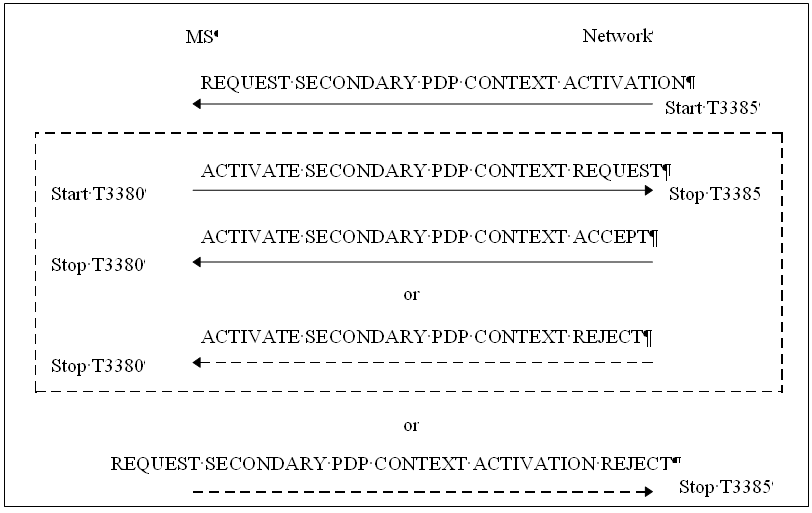 MS¶ Network
REQUEST·SECONDARY·PDP·CONTEXT·ACTIVATION¶
Start·T3385
ACTIVATE·SECONDARY·PDP·CONTEXT·REQUEST¶
Start·T3380 Stop·T3385
ACTIVATE·SECONDARY·PDP·CONTEXT·ACCEPT¶
Stop·T3380
or
ACTIVATE·SECONDARY·PDP·CONTEXT·REJECT¶
Stop·T3380
or
REQUEST·SECONDARY·PDP·CONTEXT·ACTIVATION·REJECT¶
Stop·T3385